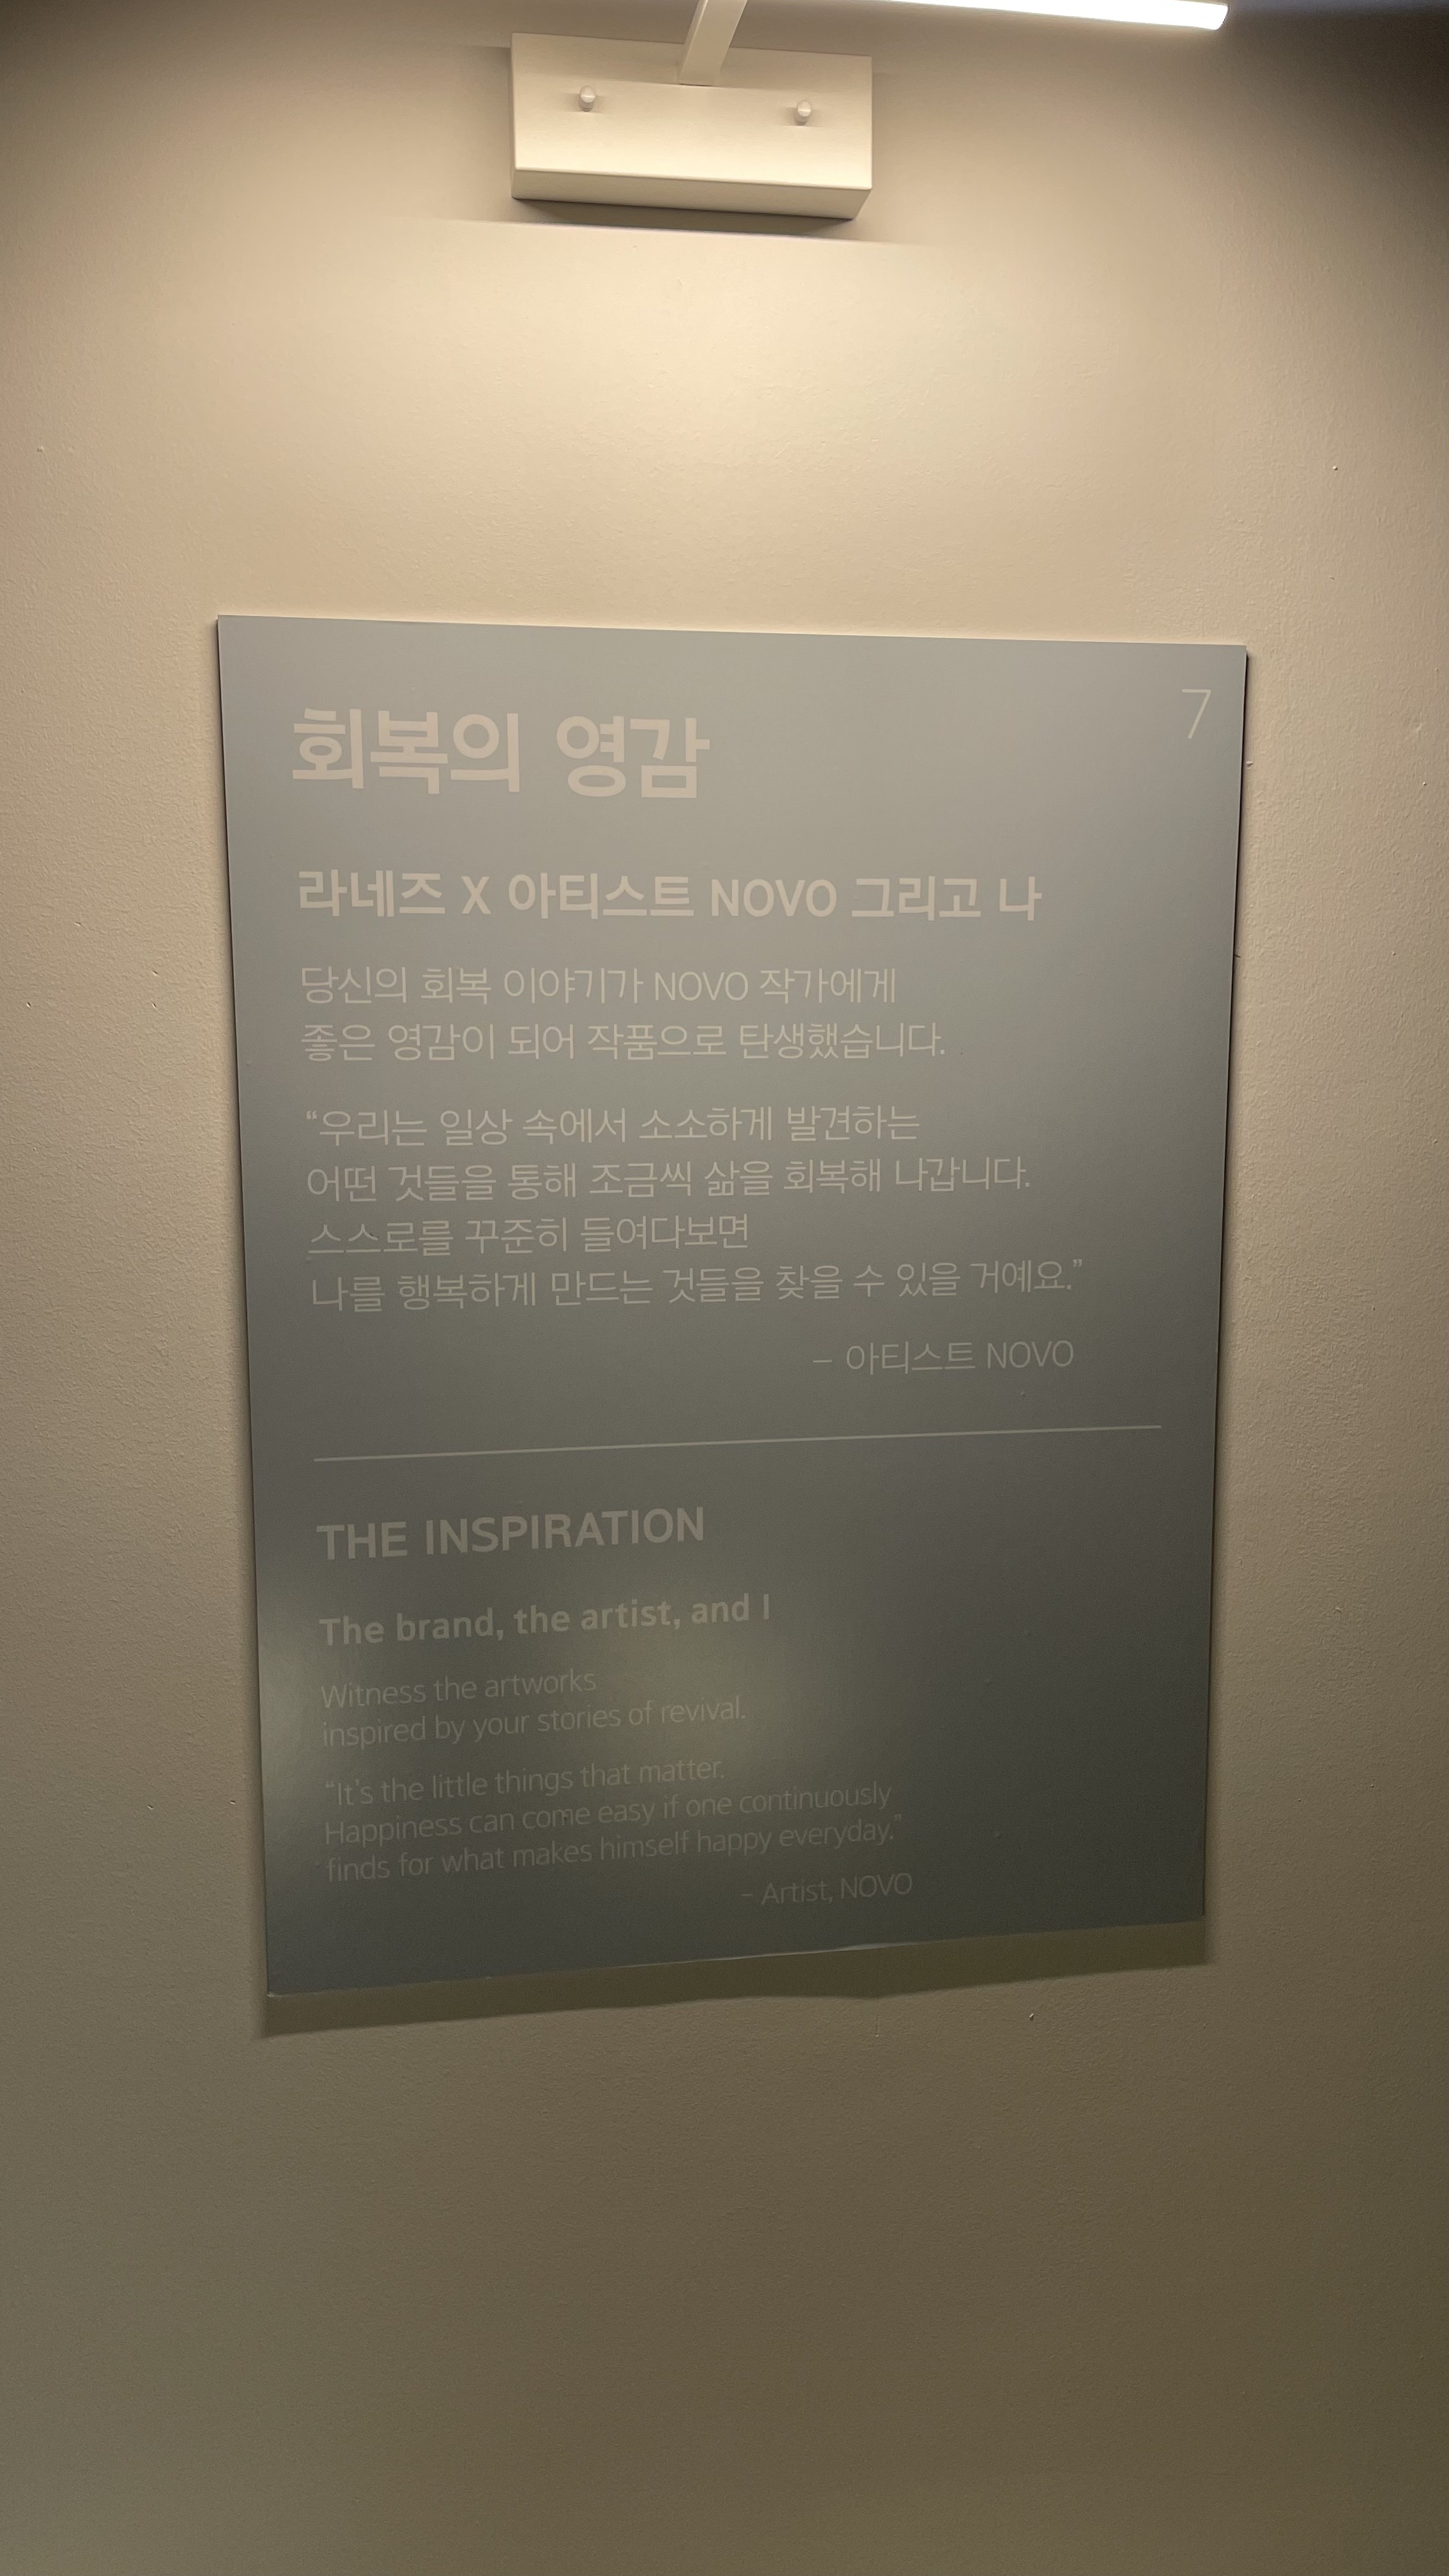 7
회복의 영감
라네즈 X 아티스트 NOVO 그리고 나
당신의 회복 이야기가 NOVO 작가에게
좋은 영감이 되어 작품으로 탄생했습니다.
“우리는 일상 속에서 소소하게 발견하는
어떤 것들을 통해 조금씩 삶을 회복해 나갑니다.
스스로를 꾸준히 들여다보면
나를 행복하게 만드는 것들을 찾을 수 있을 거예요.”
– 아티스트 NOVO
THE INSPIRATION
The brand, the artist, and I
Witness the artworks
inspired by your stories of revival.
“It’s the little things that matter.
Happiness can come easy if one continuously
finds for what makes himself happy everyday.”
– Artist, NOVO